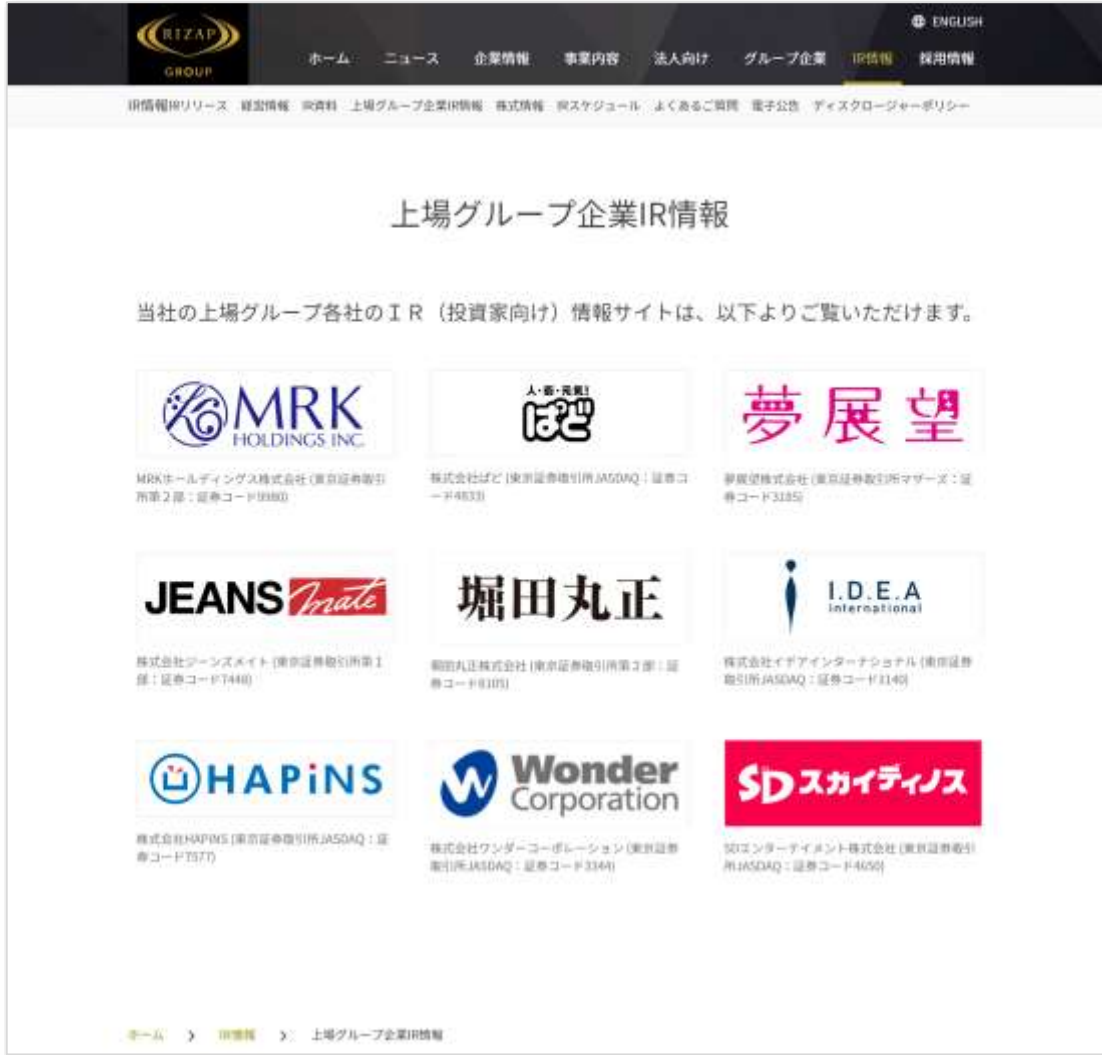 RIZAP
GROUP
ENGLISH
ホーム ニュース 企業情報 事業内容 法人向け グループ企業 IR情報 採用情報
IR情報IRリリース 経営情報 IR資料 上場グループ企業IR情報 株式情報 IRスケジュール よくあるご質問 電子公告 ディスクロージャーポリシー
上場グループ企業IR情報
当社の上場グループ各社のＩＲ（投資家向け）情報サイトは、以下よりご覧いただけます。
MRK
HOLDINGS INC.
人・街・元気!
ぱど
夢展望
MRKホールディングス株式会社 (東京証券取引
所第２部：証券コード9980)
株式会社ぱど (東京証券取引所JASDAQ：証券コ
ード4833)
夢展望株式会社 (東京証券取引所マザーズ：証
券コード3185)
JEANS mate
堀田丸正
I.D.E.A
international
株式会社ジーンズメイト (東京証券取引所第１
部：証券コード7448)
堀田丸正株式会社 (東京証券取引所第２部：証
券コード8105)
株式会社イデアインターナショナル (東京証券
取引所JASDAQ：証券コード3140)
HAPiNS
Wonder
Corporation
SDスガイディノス
株式会社HAPiNS (東京証券取引所JASDAQ：証
券コード7577)
株式会社ワンダーコーポレーション (東京証券
取引所JASDAQ：証券コード3344)
SDエンターテイメント株式会社 (東京証券取引
所JASDAQ：証券コード4650)
ホーム > IR情報 > 上場グループ企業IR情報